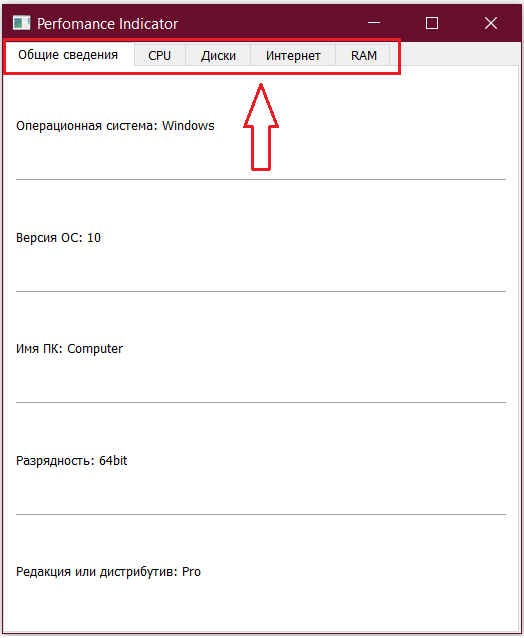 Perfomance Indicator
Общие сведения CPU Диски Интернет RAM
Операционная система: Windows
Версия ОС: 10
Имя ПК: Computer
Разрядность: 64bit
Редакция или дистрибутив: Pro